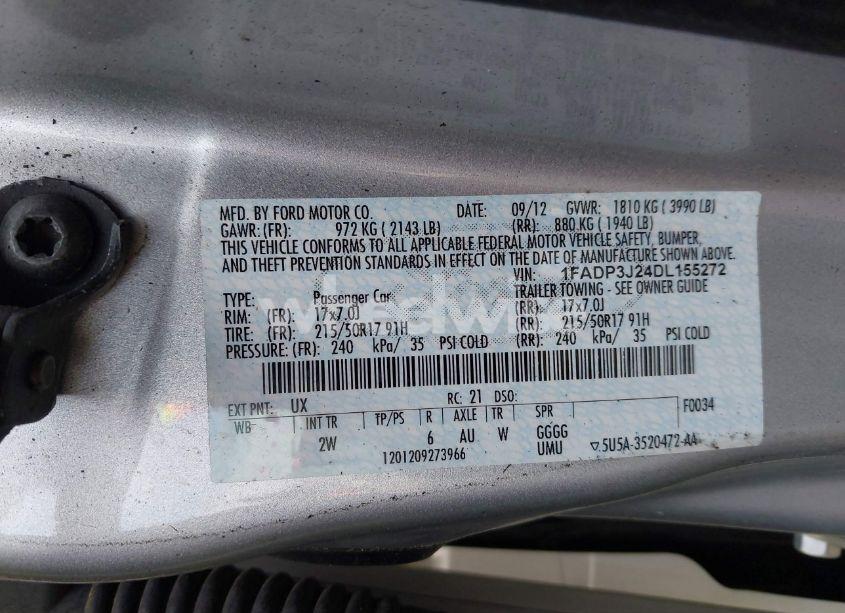 MFD. BY FORD MOTOR CO. DATE: 09/12 GVWR: 1810 KG ( 3990 LB)
GAWR: (FR): 972 KG ( 2143 LB) (RR): 880 KG ( 1940 LB)
THIS VEHICLE CONFORMS TO ALL APPLICABLE FEDERAL MOTOR VEHICLE SAFETY, BUMPER,
AND THEFT PREVENTION STANDARDS IN EFFECT ON THE DATE OF MANUFACTURE SHOWN ABOVE.
VIN: 1FADP3J24DL155272
TYPE: Passenger Car TRAILER TOWING - SEE OWNER GUIDE
RIM: (FR): 17x7.0J (RR): 17x7.0J
TIRE: (FR): 215/50R17 91H (RR): 215/50R17 91H
PRESSURE: (FR): 240 kPa/ 35 PSI COLD (RR): 240 kPa/ 35 PSI COLD
EXT PNT: UX RC: 21 DSO: F0034
WB INT TR TP/PS R AXLE TR SPR
2W 6 AU W GGGG
UMU
1201209273966
▽5U5A-3520472-AA